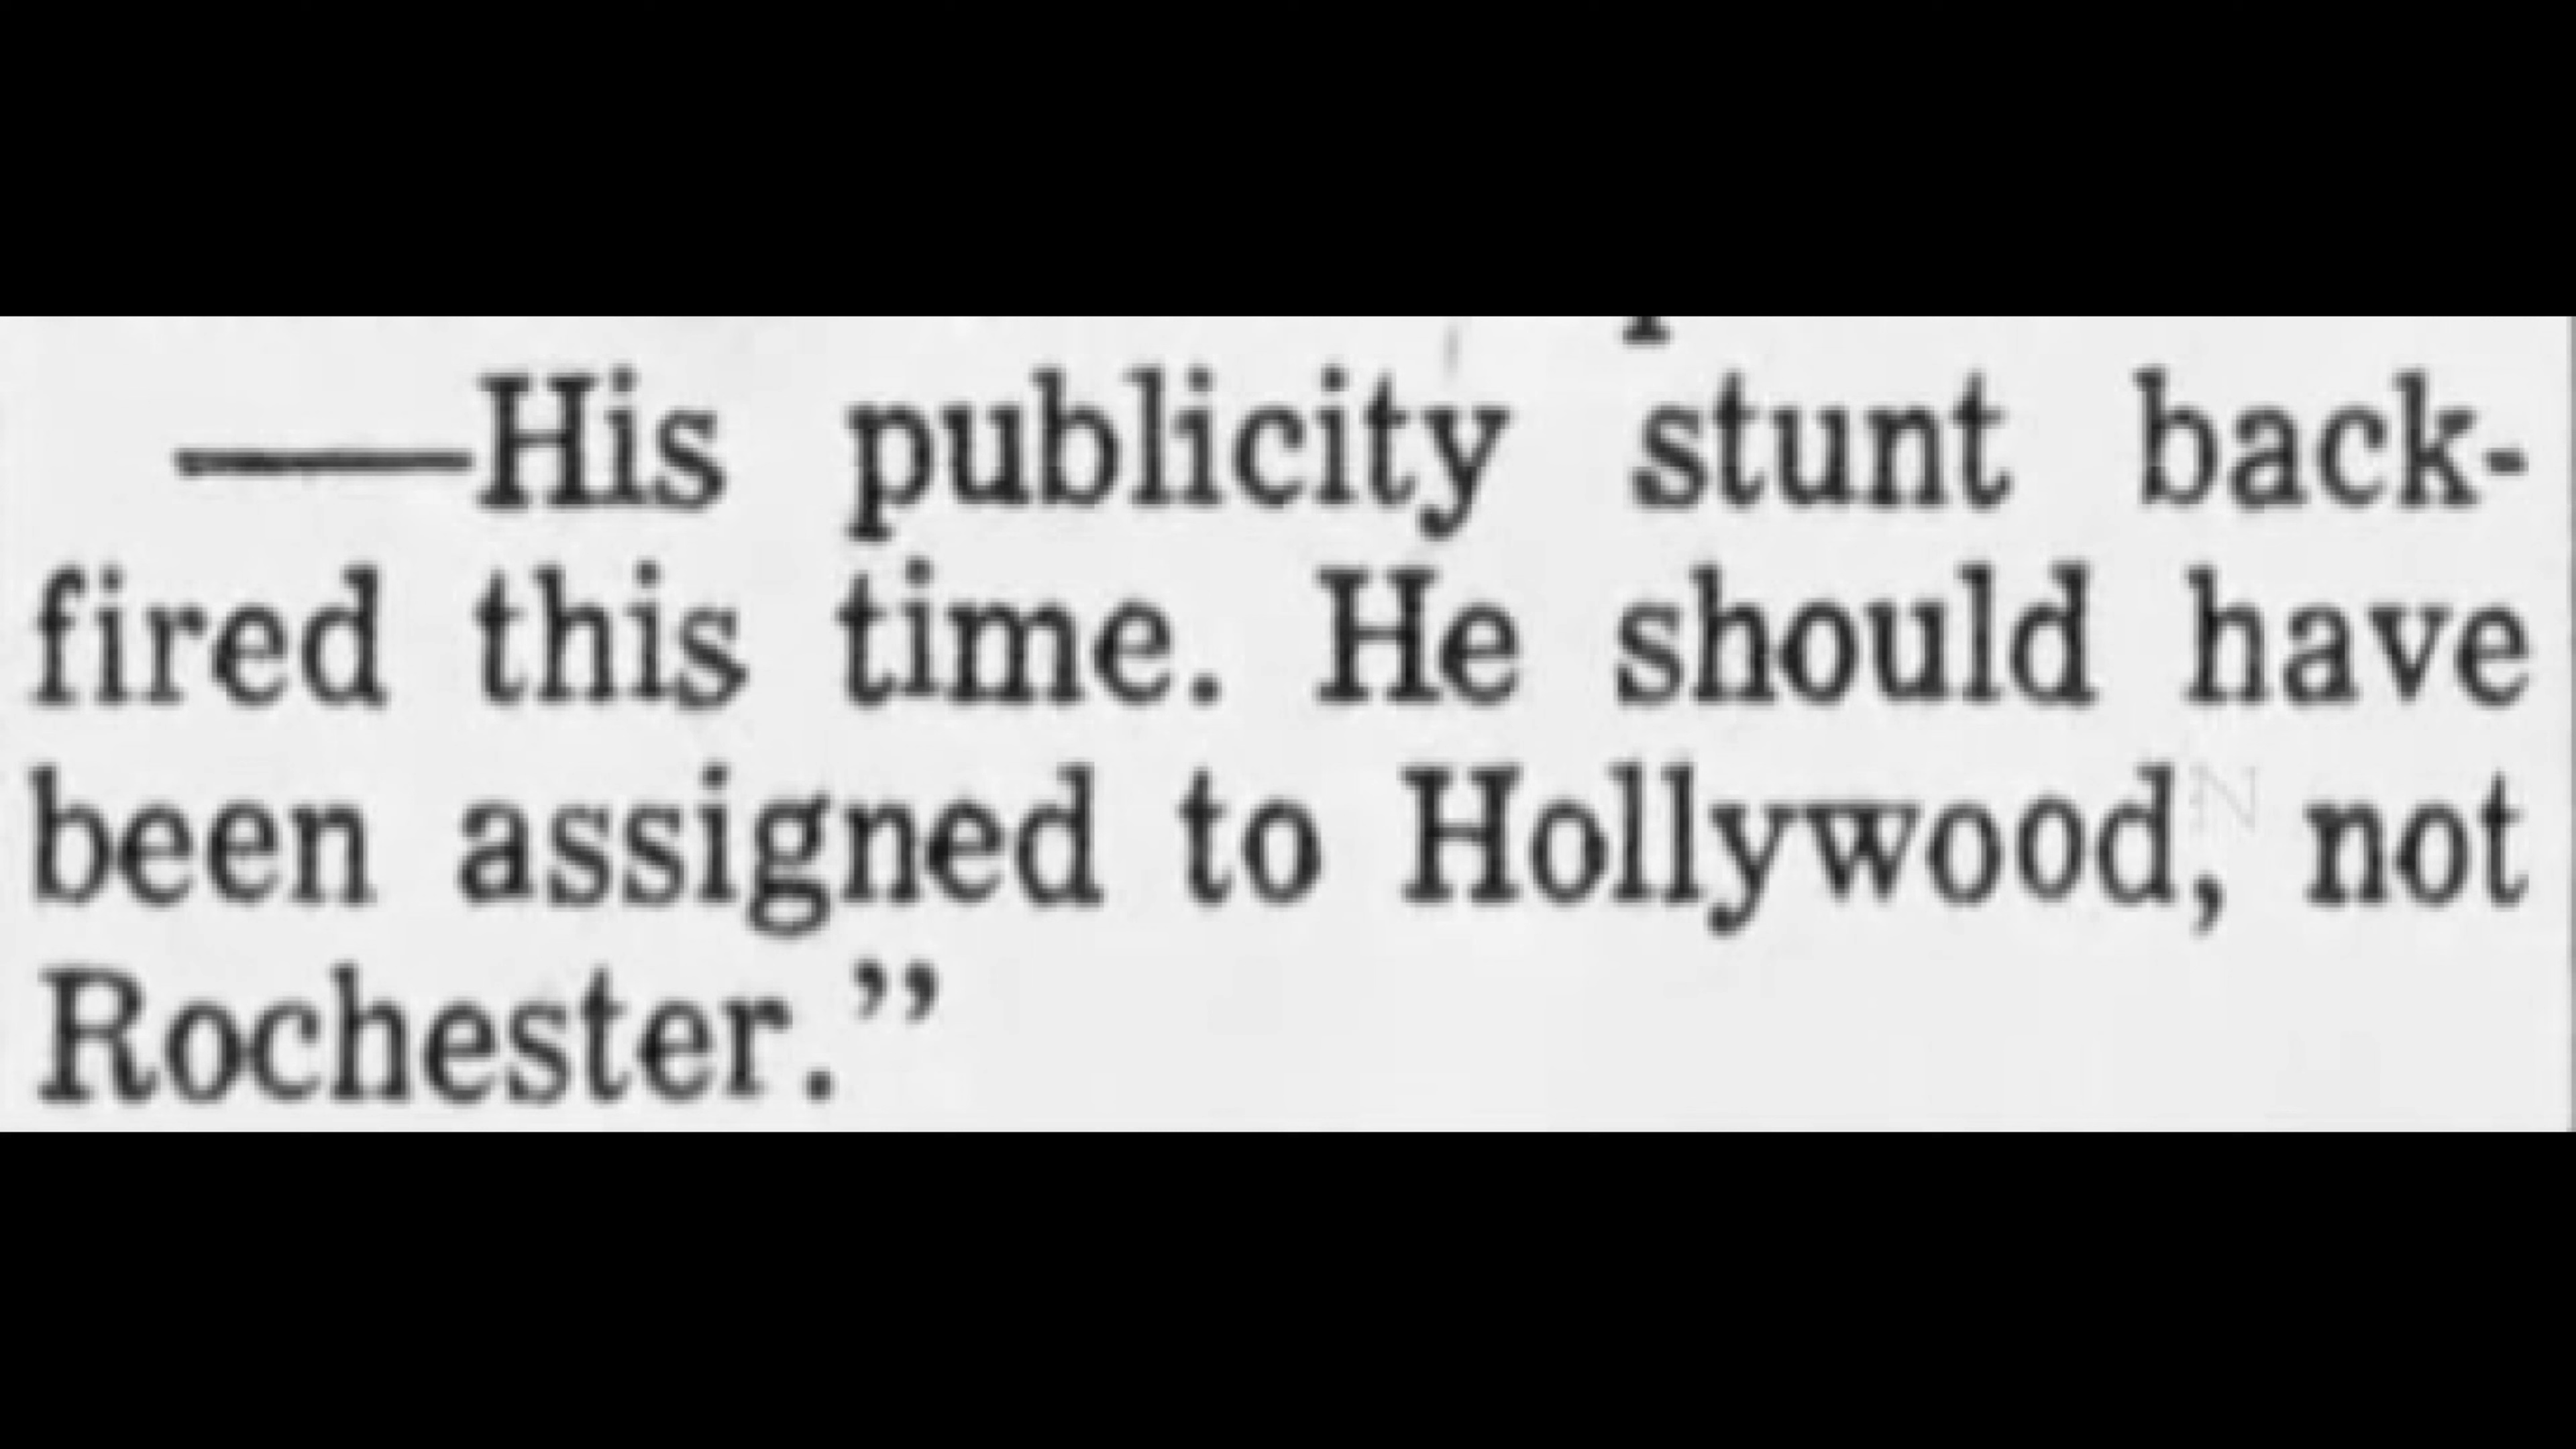 ——His publicity stunt back-
fired this time. He should have
been assigned to Hollywood, not
Rochester.”